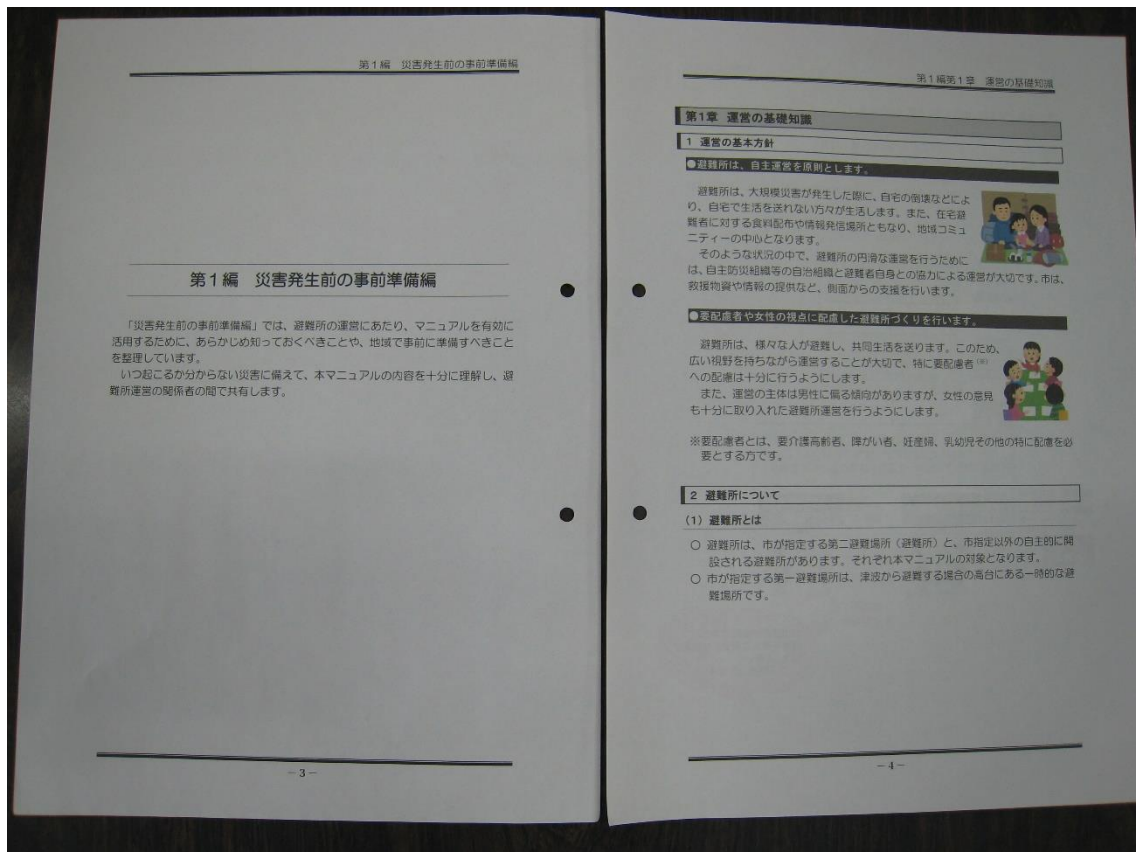 第1編 災害発生前の事前準備編
第1編 災害発生前の事前準備編
「災害発生前の事前準備編」では、避難所の運営にあたり、マニュアルを有効に
活用するために、あらかじめ知っておくべきことや、地域で事前に準備すべきこと
を整理しています。
いつ起こるか分からない災害に備えて、本マニュアルの内容を十分に理解し、避
難所運営の関係者の間で共有します。
－3－
第1編第1章 運営の基礎知識
第1章 運営の基礎知識
1 運営の基本方針
●避難所は、自主運営を原則とします。
避難所は、大規模災害が発生した際に、自宅の倒壊などによ
り、自宅で生活を送れない方々が生活します。また、在宅避
難者に対する食料配布や情報発信場所ともなり、地域コミュ
ニティーの中心となります。
そのような状況の中で、避難所の円滑な運営を行うために
は、自主防災組織等の自治組織と避難者自身との協力による運営が大切です。市は、
救援物資や情報の提供など、側面からの支援を行います。
●要配慮者や女性の視点に配慮した避難所づくりを行います。
避難所は、様々な人が避難し、共同生活を送ります。このため、
広い視野を持ちながら運営することが大切で、特に要配慮者（※）
への配慮は十分に行うようにします。
また、運営の主体は男性に偏る傾向がありますが、女性の意見
も十分に取り入れた避難所運営を行うようにします。
※要配慮者とは、要介護高齢者、障がい者、妊産婦、乳幼児その他の特に配慮を必
要とする方です。
2 避難所について
（1）避難所とは
○ 避難所は、市が指定する第二避難場所（避難所）と、市指定以外の自主的に開
設される避難所があります。それぞれ本マニュアルの対象となります。
○ 市が指定する第一避難場所は、津波から避難する場合の高台にある一時的な避
難場所です。
－4－